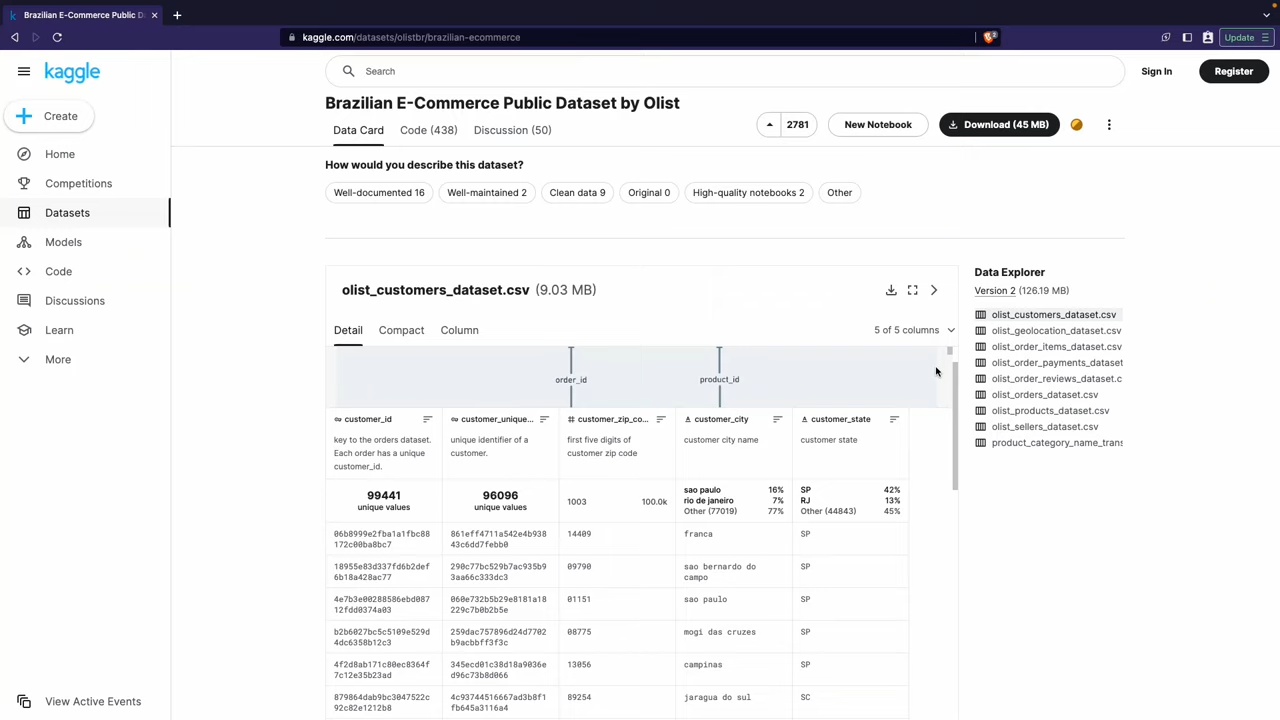 Brazilian E-Commerce Public D
kaggle.com/datasets/olistbr/brazilian-ecommerce
2
Update
kaggle
Search
Sign In
Register
Create
Home
Competitions
Datasets
Models
Code
Discussions
Learn
More
View Active Events
Brazilian E-Commerce Public Dataset by Olist
Data Card
Code (438)
Discussion (50)
2781
New Notebook
Download (45 MB)
How would you describe this dataset?
Well-documented 16
Well-maintained 2
Clean data 9
Original 0
High-quality notebooks 2
Other
olist_customers_dataset.csv (9.03 MB)
Detail
Compact
Column
5 of 5 columns
order_id
product_id
customer_id
customer_unique...
customer_zip_co...
customer_city
customer_state
key to the orders dataset.
Each order has a unique
customer_id.
unique identifier of a
customer.
first five digits of
customer zip code
customer city name
customer state
99441
unique values
96096
unique values
1003 100.0k
sao paulo 16%
rio de janeiro 7%
Other (77019) 77%
SP 42%
RJ 13%
Other (44843) 45%
06b8999e2fba1a1fbc88
172c00ba8bc7
861eff4711a542e4b938
43c6dd7febb0
14409
franca
SP
18955e83d337fd6b2def
6b18a428ac77
290c77bc529b7ac935b9
3aa66c333dc3
09790
sao bernardo do
campo
SP
4e7b3e00288586ebd087
12fdd0374a03
060e732b5b29e8181a18
229c7b0b2b5e
01151
sao paulo
SP
b2b6027bc5c5109e529d
4dc6358b12c3
259dac757896d24d7702
b9acbbff3f3c
08775
mogi das cruzes
SP
4f2d8ab171c80ec8364f
7c12e35b23ad
345ecd01c38d18a9036e
d96c73b8d066
13056
campinas
SP
879864dab9bc3047522c
92c82e1212b8
4c93744516667ad3b8f1
fb645a3116a4
89254
jaragua do sul
SC
Data Explorer
Version 2 (126.19 MB)
olist_customers_dataset.csv
olist_geolocation_dataset.csv
olist_order_items_dataset.csv
olist_order_payments_dataset
olist_order_reviews_dataset.c
olist_orders_dataset.csv
olist_products_dataset.csv
olist_sellers_dataset.csv
product_category_name_trans